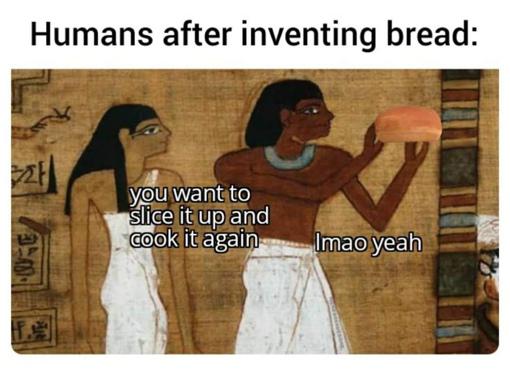 Humans after inventing bread:
you want to
slice it up and
cook it again
lmao yeah